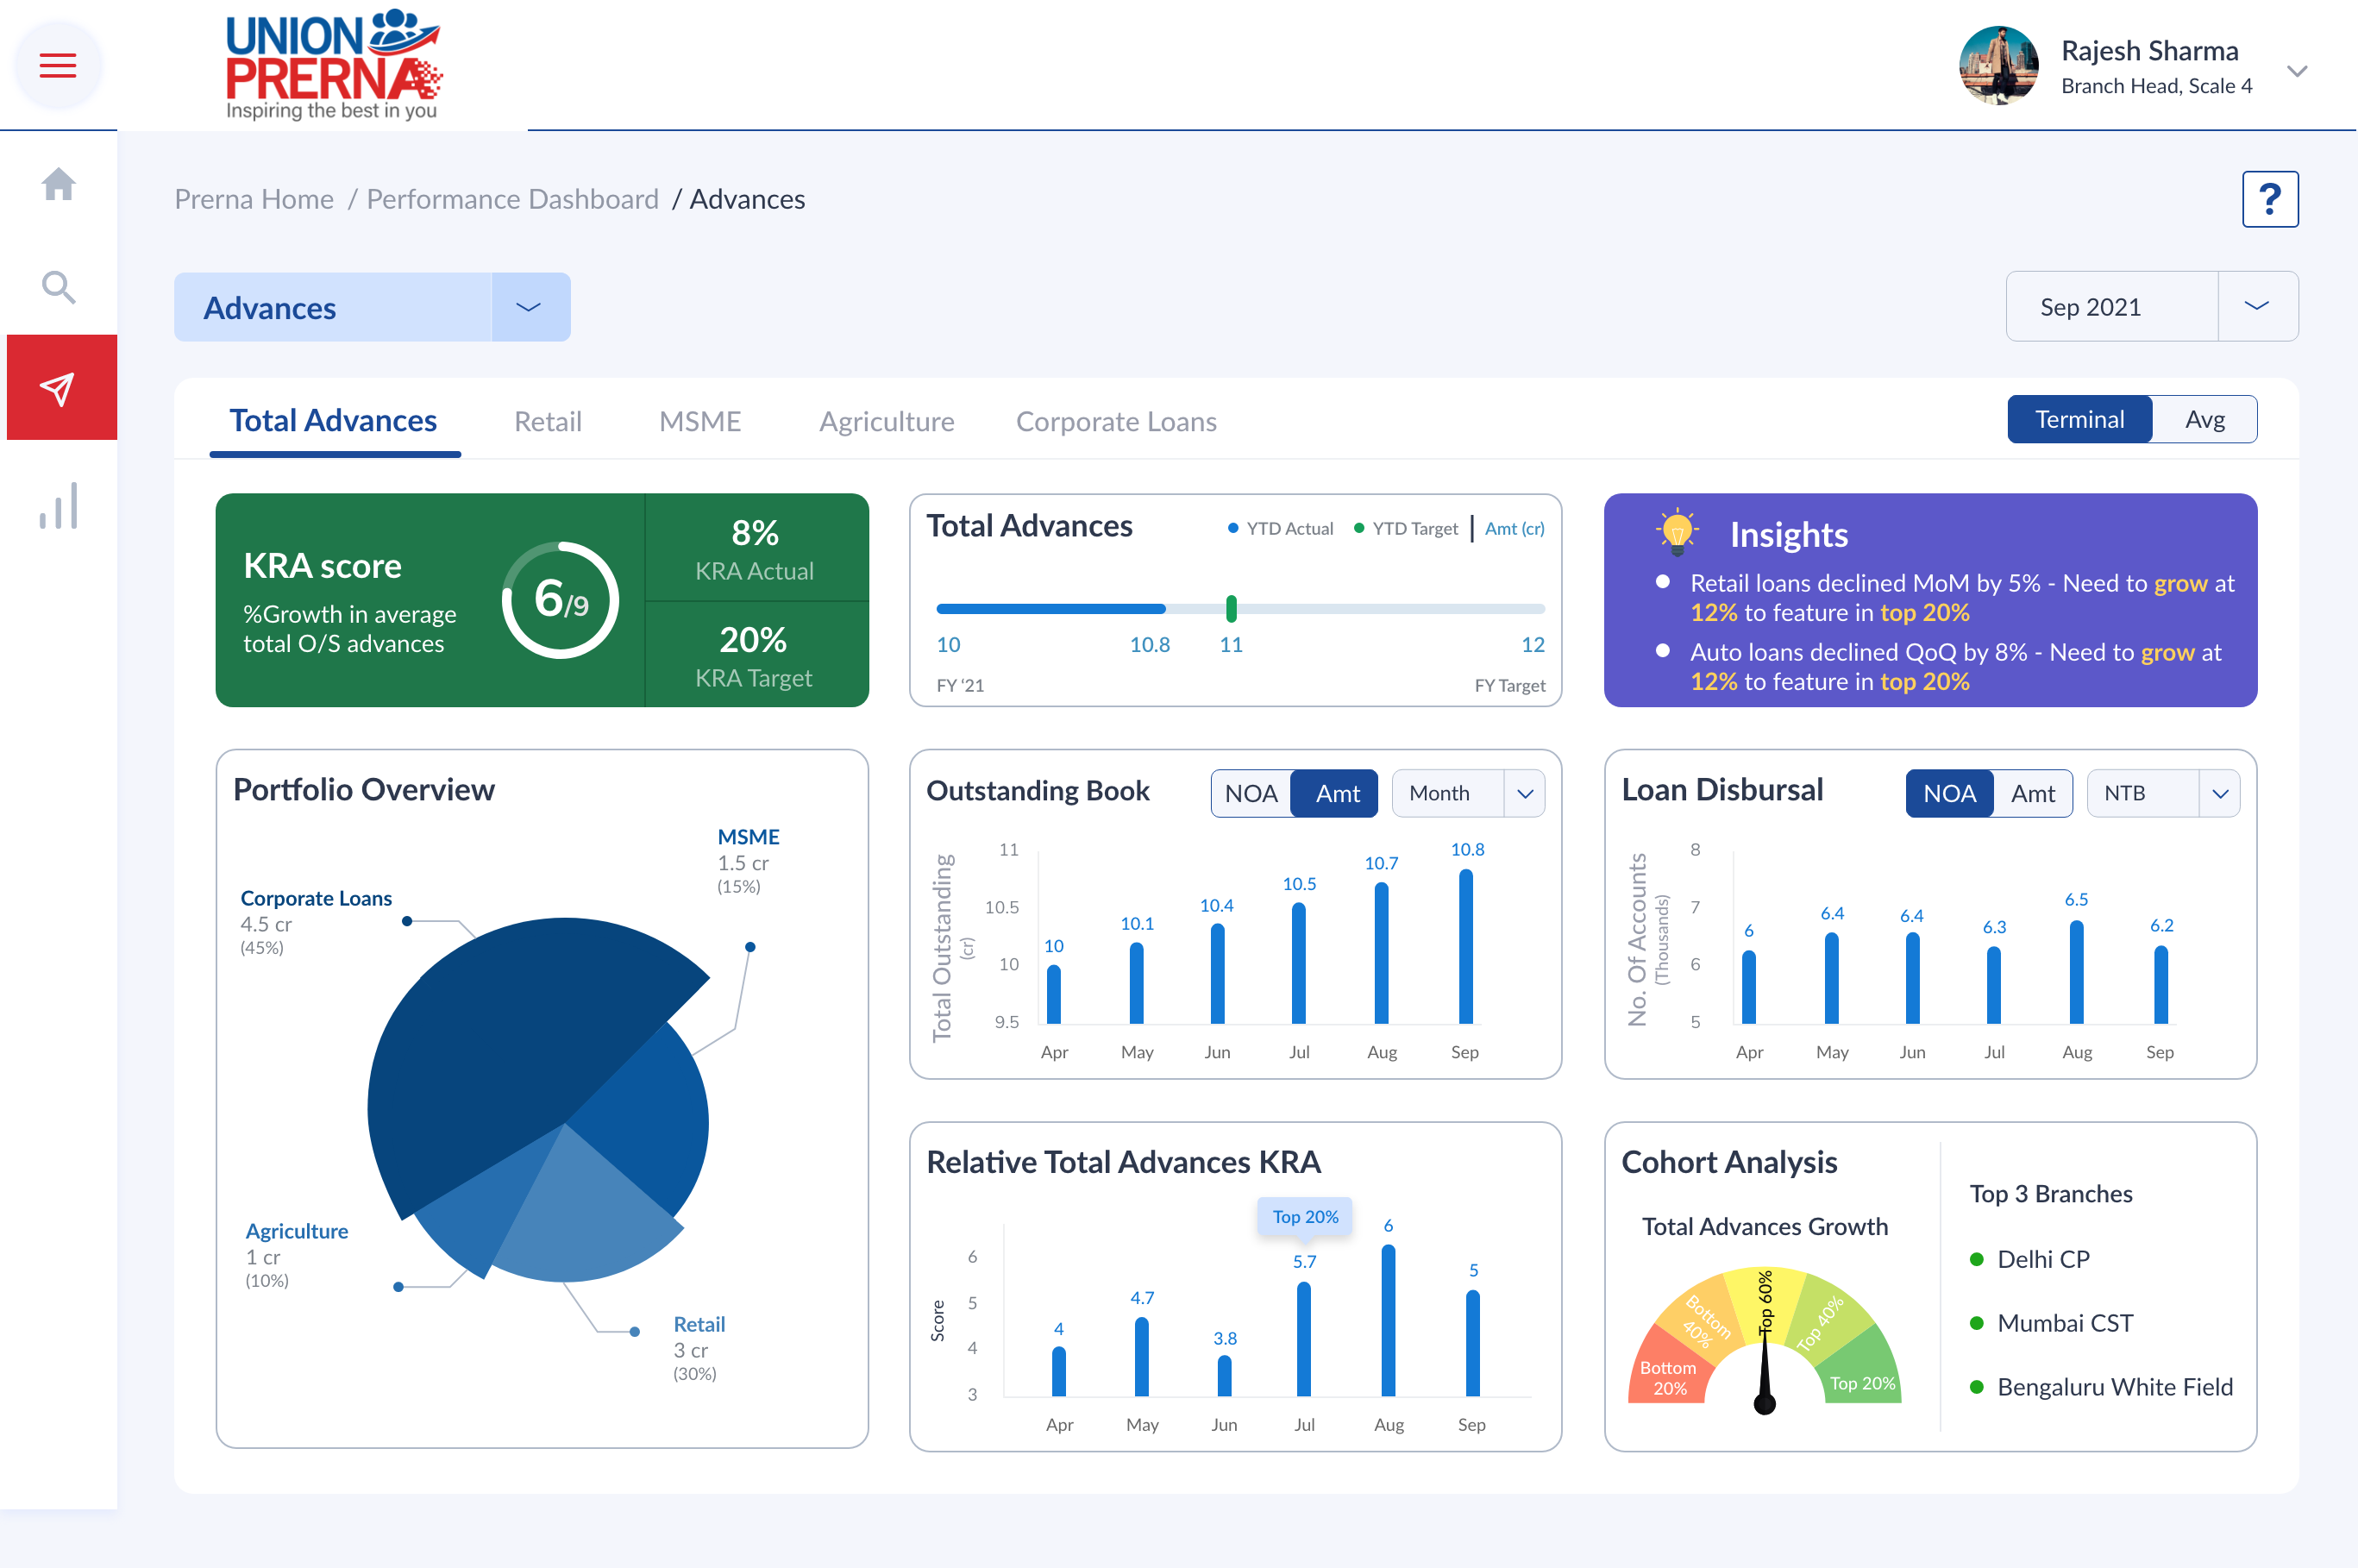 UNION
PRERNA
Inspiring the best in you
Rajesh Sharma
Branch Head, Scale 4
Prerna Home / Performance Dashboard / Advances
?
Advances
Sep 2021
Total Advances
Retail
MSME
Agriculture
Corporate Loans
Terminal
Avg
KRA score
%Growth in average
total O/S advances
6/9
8%
KRA Actual
20%
KRA Target
Total Advances
YTD Actual
YTD Target
Amt (cr)
10
10.8
11
12
FY ‘21
FY Target
Insights
Retail loans declined MoM by 5% - Need to grow at
12% to feature in top 20%
Auto loans declined QoQ by 8% - Need to grow at
12% to feature in top 20%
Portfolio Overview
MSME
1.5 cr
(15%)
Corporate Loans
4.5 cr
(45%)
Agriculture
1 cr
(10%)
Retail
3 cr
(30%)
Outstanding Book
NOA
Amt
Month
Total Outstanding
(cr)
11
10.5
10
9.5
10
10.1
10.4
10.5
10.7
10.8
Apr
May
Jun
Jul
Aug
Sep
Loan Disbursal
NOA
Amt
NTB
No. Of Accounts
(Thousands)
8
7
6
5
6
6.4
6.4
6.3
6.5
6.2
Apr
May
Jun
Jul
Aug
Sep
Relative Total Advances KRA
Top 20%
Score
6
5
4
3
4
4.7
3.8
5.7
6
5
Apr
May
Jun
Jul
Aug
Sep
Cohort Analysis
Total Advances Growth
Bottom
20%
Bottom
40%
Top 60%
Top 40%
Top 20%
Top 3 Branches
Delhi CP
Mumbai CST
Bengaluru White Field